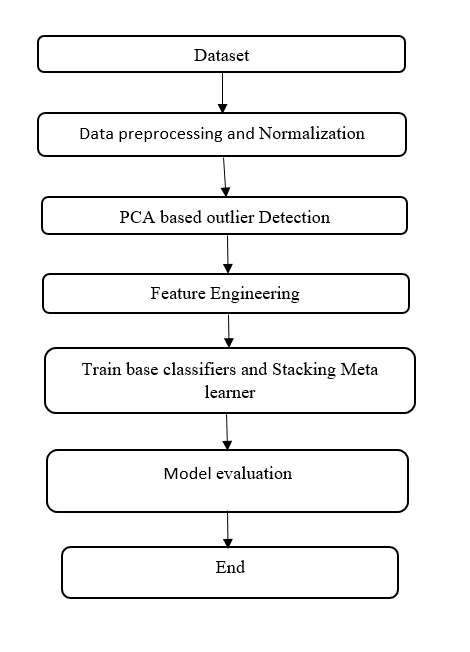 Dataset
Data preprocessing and Normalization
PCA based outlier Detection
Feature Engineering
Train base classifiers and Stacking Meta
learner
Model evaluation
End